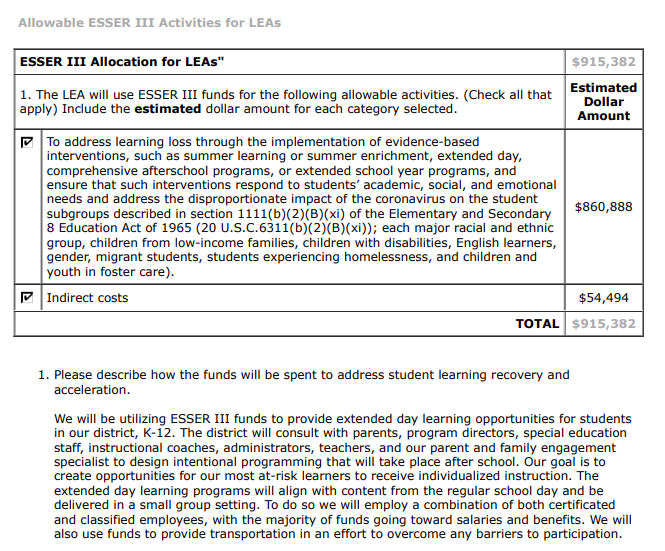 Allowable ESSER III Activities for LEAs
ESSER III Allocation for LEAs"
$915,382
1. The LEA will use ESSER III funds for the following allowable activities. (Check all that
apply) Include the estimated dollar amount for each category selected.
Estimated
Dollar
Amount
To address learning loss through the implementation of evidence-based
interventions, such as summer learning or summer enrichment, extended day,
comprehensive afterschool programs, or extended school year programs, and
ensure that such interventions respond to students’ academic, social, and emotional
needs and address the disproportionate impact of the coronavirus on the student
subgroups described in section 1111(b)(2)(B)(xi) of the Elementary and Secondary
8 Education Act of 1965 (20 U.S.C.6311(b)(2)(B)(xi)); each major racial and ethnic
group, children from low-income families, children with disabilities, English learners,
gender, migrant students, students experiencing homelessness, and children and
youth in foster care).
$860,888
Indirect costs
$54,494
TOTAL
$915,382
1. Please describe how the funds will be spent to address student learning recovery and
acceleration.
We will be utilizing ESSER III funds to provide extended day learning opportunities for students
in our district, K-12. The district will consult with parents, program directors, special education
staff, instructional coaches, administrators, teachers, and our parent and family engagement
specialist to design intentional programming that will take place after school. Our goal is to
create opportunities for our most at-risk learners to receive individualized instruction. The
extended day learning programs will align with content from the regular school day and be
delivered in a small group setting. To do so we will employ a combination of both certificated
and classified employees, with the majority of funds going toward salaries and benefits. We will
also use funds to provide transportation in an effort to overcome any barriers to participation.